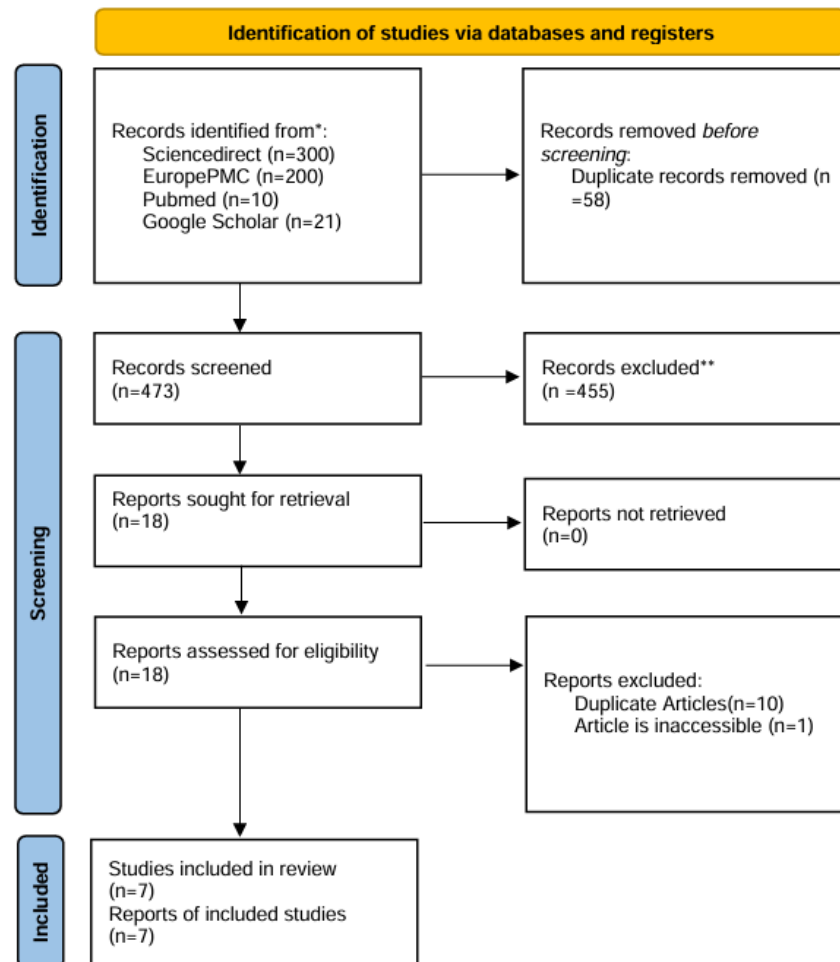 Identification of studies via databases and registers
Identification
Records identified from*:
Sciencedirect (n=300)
EuropePMC (n=200)
Pubmed (n=10)
Google Scholar (n=21)
Records removed before
screening:
Duplicate records removed (n
=58)
Screening
Records screened
(n=473)
Records excluded**
(n =455)
Reports sought for retrieval
(n=18)
Reports not retrieved
(n=0)
Reports assessed for eligibility
(n=18)
Reports excluded:
Duplicate Articles(n=10)
Article is inaccessible (n=1)
Included
Studies included in review
(n=7)
Reports of included studies
(n=7)